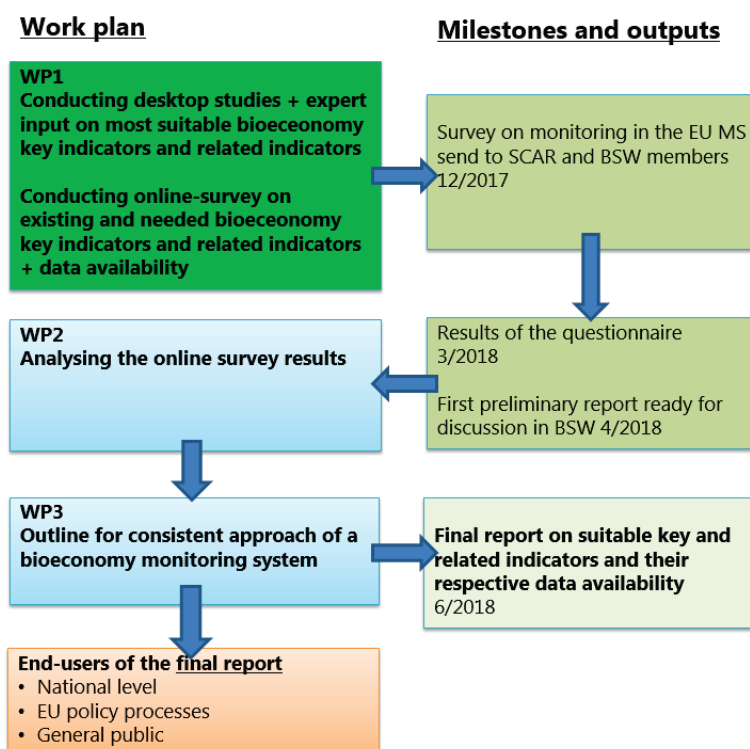 Work plan
WP1
Conducting desktop studies + expert
input on most suitable bioeceonomy
key indicators and related indicators
Conducting online-survey on
existing and needed bioeceonomy
key indicators and related indicators
+ data availability
WP2
Analysing the online survey results
WP3
Outline for consistent approach of a
bioeconomy monitoring system
End-users of the final report
• National level
• EU policy processes
• General public
Milestones and outputs
Survey on monitoring in the EU MS
send to SCAR and BSW members
12/2017
Results of the questionnaire
3/2018
First preliminary report ready for
discussion in BSW 4/2018
Final report on suitable key and
related indicators and their
respective data availability
6/2018